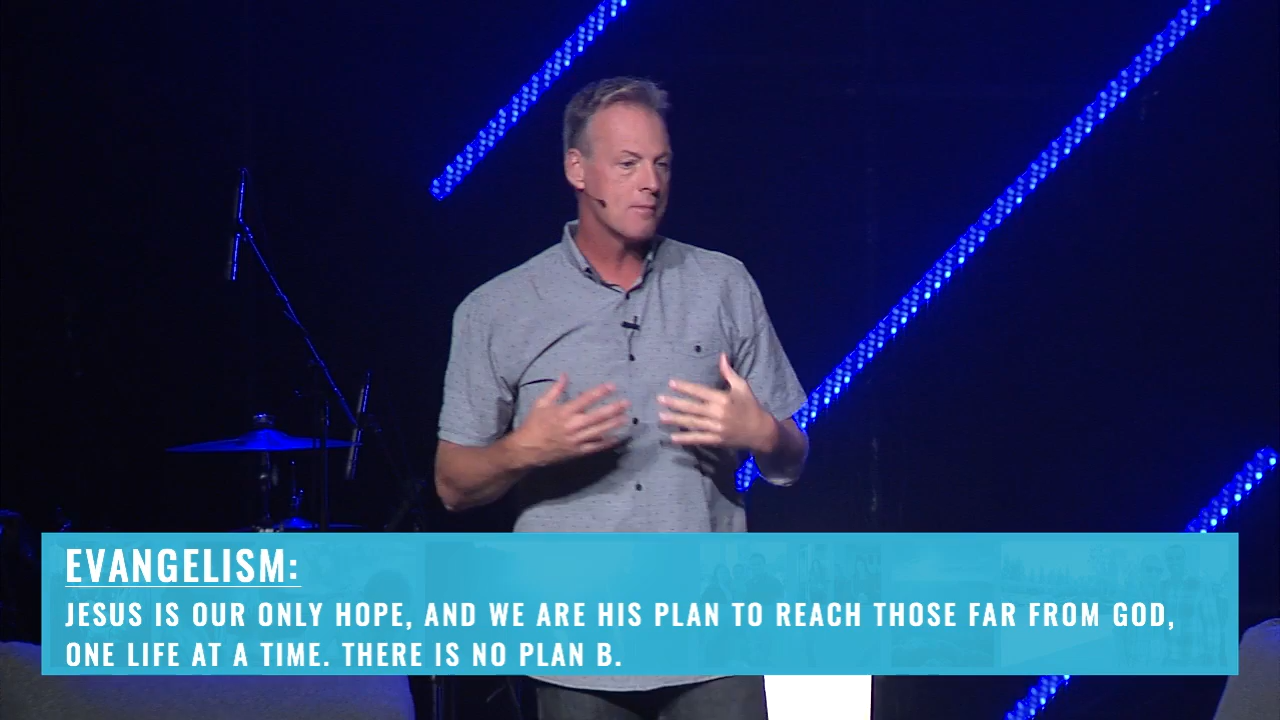 EVANGELISM:
JESUS IS OUR ONLY HOPE, AND WE ARE HIS PLAN TO REACH THOSE FAR FROM GOD,
ONE LIFE AT A TIME. THERE IS NO PLAN B.